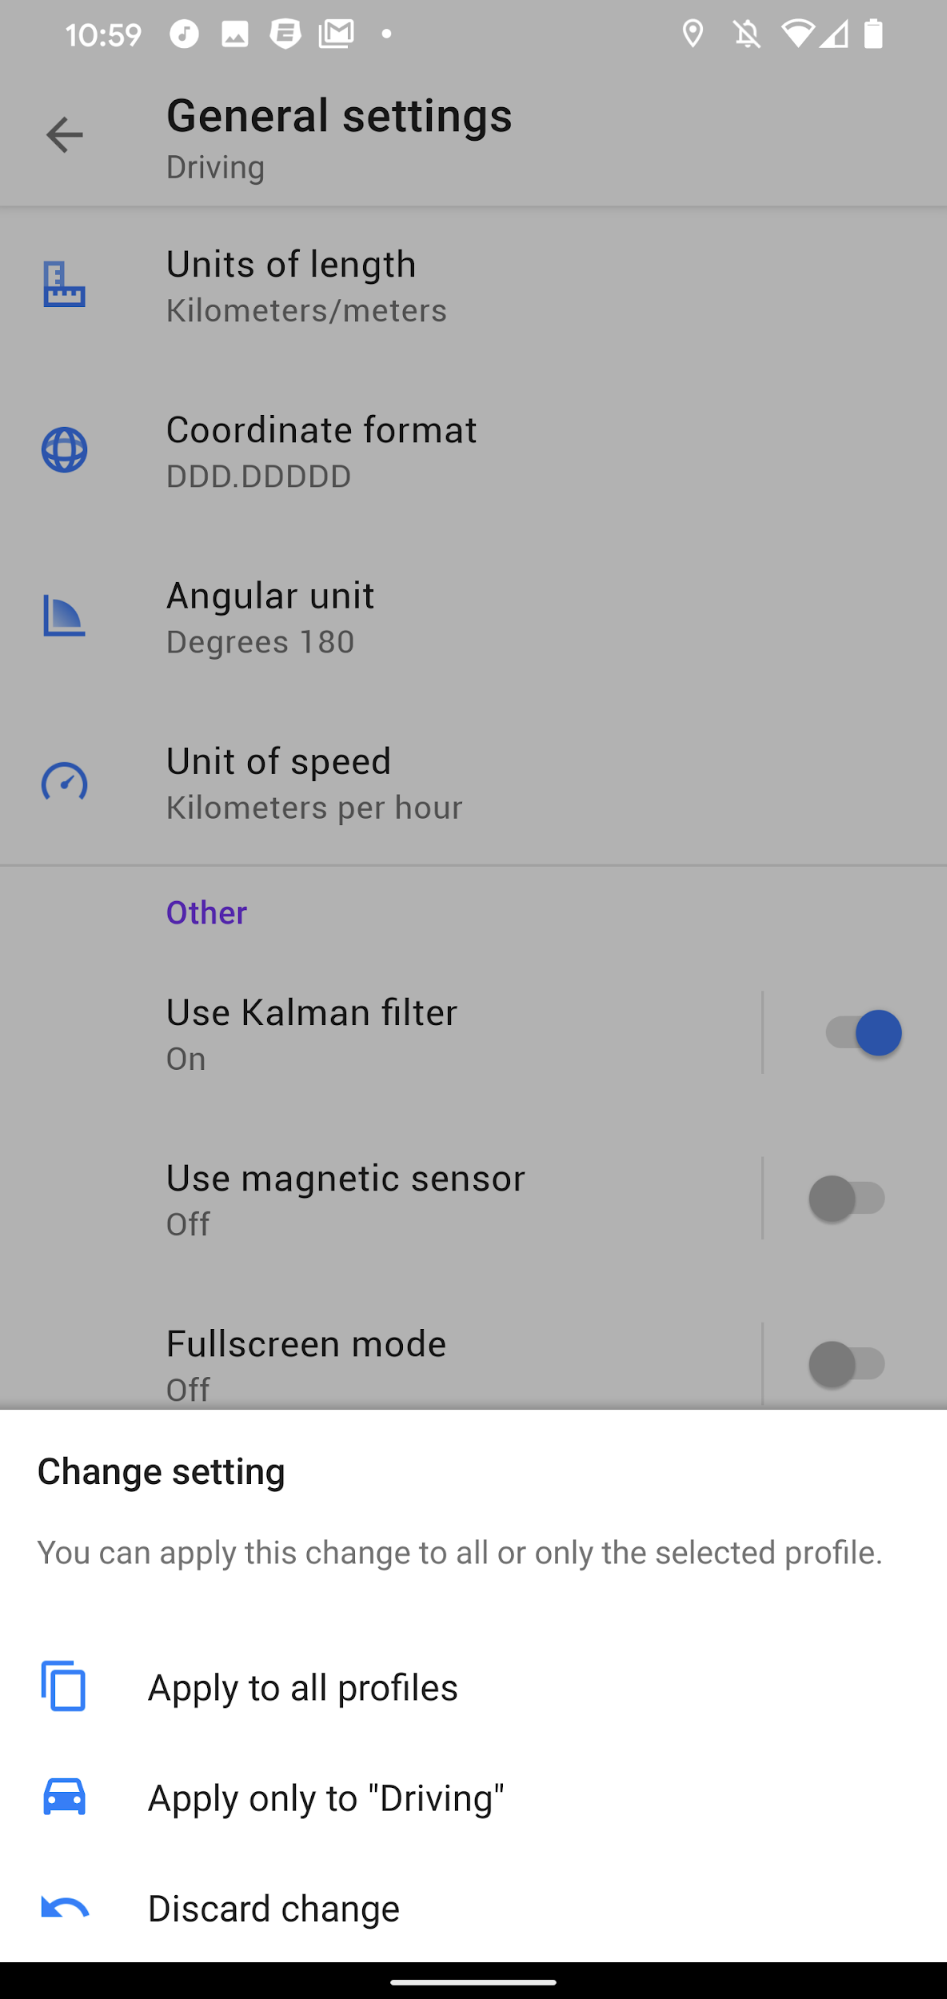 10:59
General settings
Driving
Units of length
Kilometers/meters
Coordinate format
DDD.DDDDD
Angular unit
Degrees 180
Unit of speed
Kilometers per hour
Other
Use Kalman filter
On
Use magnetic sensor
Off
Fullscreen mode
Off
Change setting
You can apply this change to all or only the selected profile.
Apply to all profiles
Apply only to "Driving"
Discard change